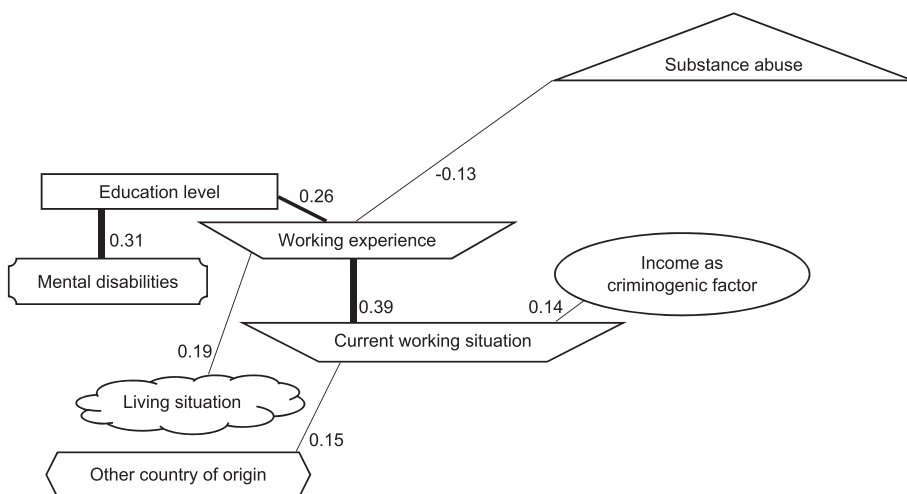 Substance abuse
-0.13
Education level
0.26
0.31
Working experience
Mental disabilities
Income as
criminogenic factor
0.39
0.14
Current working situation
0.19
Living situation
0.15
Other country of origin